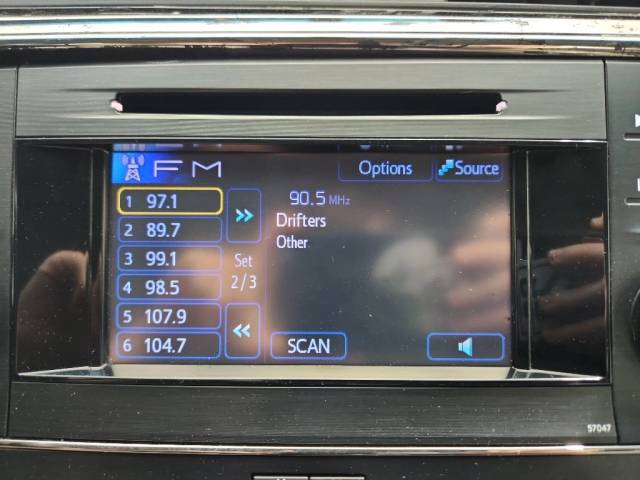 FM
Options
Source
1 97.1
2 89.7
3 99.1
4 98.5
5 107.9
6 104.7
Set
2/3
90.5 MHz
Drifters
Other
SCAN
57047